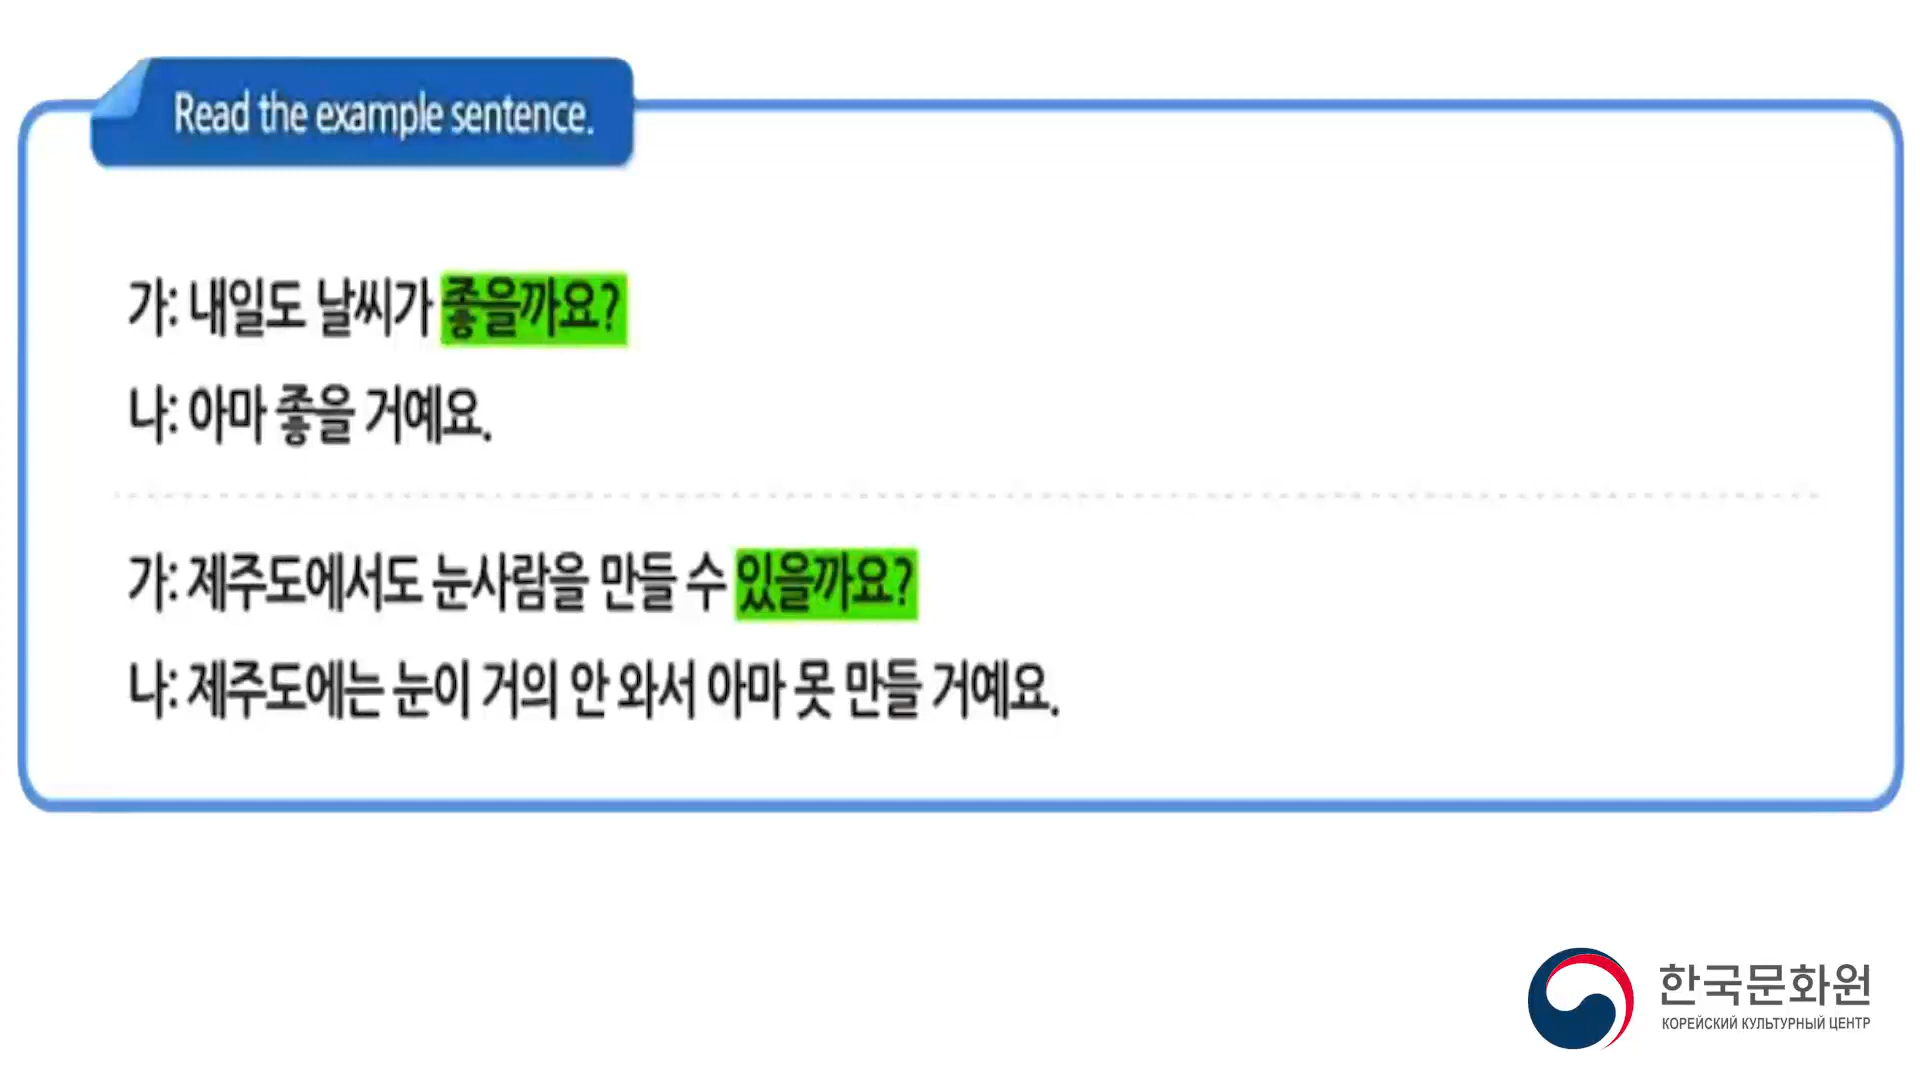 Read the example sentence.
가: 내일도 날씨가 좋을까요?
나: 아마 좋을 거예요.
가: 제주도에서도 눈사람을 만들 수 있을까요?
나: 제주도에는 눈이 거의 안 와서 아마 못 만들 거예요.
한국문화원
КОРЕЙСКИЙ КУЛЬТУРНЫЙ ЦЕНТР